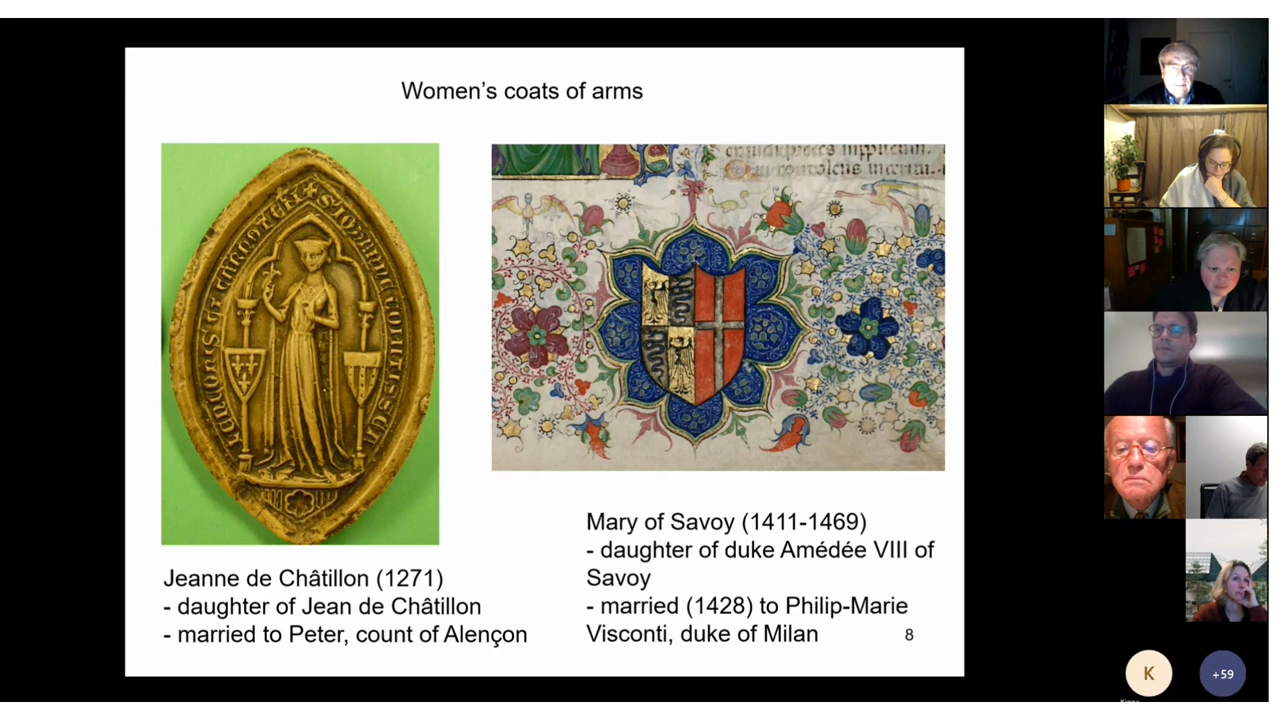 Women's coats of arms
Jeanne de Châtillon (1271)
- daughter of Jean de Châtillon
- married to Peter, count of Alençon
Mary of Savoy (1411-1469)
- daughter of duke Amédée VIII of
Savoy
- married (1428) to Philip-Marie
Visconti, duke of Milan
8
K
+59